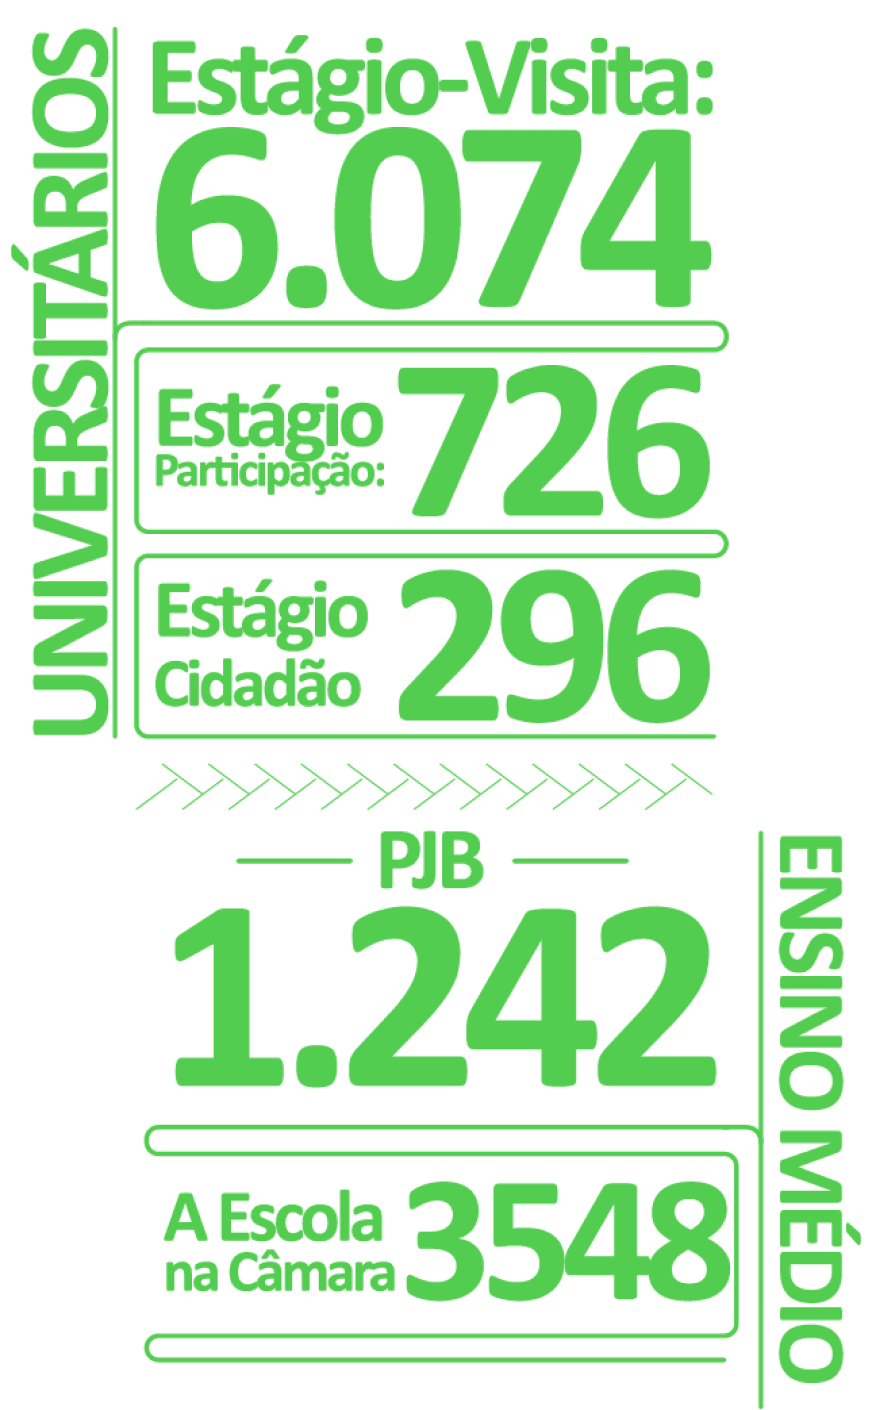 UNIVERSITÁRIOS
Estágio-Visita:
6.074
Estágio
Participação:
726
Estágio
Cidadão
296
PJB
1.242
ENSINO MÉDIO
A Escola
na Câmara
3548